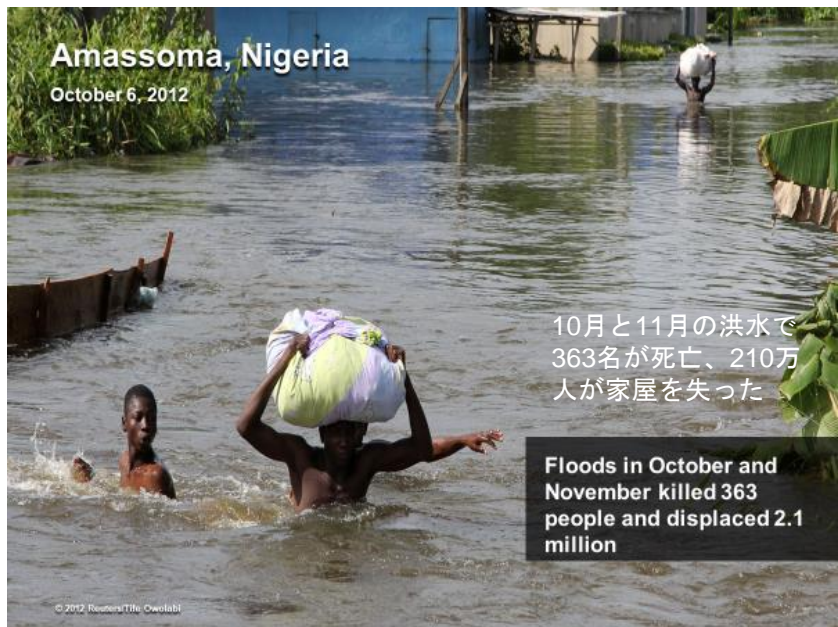 Amassoma, Nigeria
October 6, 2012
10月と11月の洪水で
363名が死亡、210万
人が家屋を失った
Floods in October and
November killed 363
people and displaced 2.1
million
© 2012 Reuters/Tife Owolabi